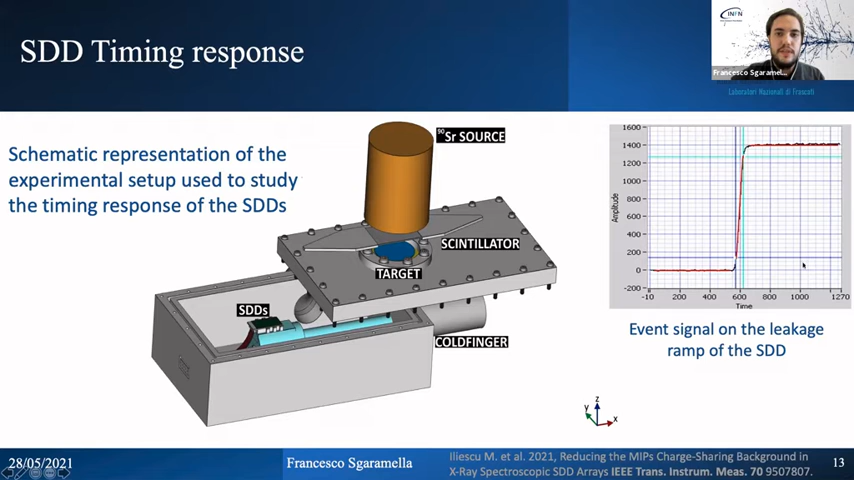 SDD Timing response
INFN
Francesco Sgaramel...
Laboratori Nazionali di Frascati
Schematic representation of the
experimental setup used to study
the timing response of the SDDs
90Sr SOURCE
SCINTILLATOR
TARGET
SDDs
COLDFINGER
z
y
x
1600
1400
1200
1000
800
600
400
200
0
-200
Amplitude
-10 200 400 600 800 1000 1270
Time
Event signal on the leakage
ramp of the SDD
28/05/2021
Francesco Sgaramella
Iliescu M. et al. 2021, Reducing the MIPs Charge-Sharing Background in
X-Ray Spectroscopic SDD Arrays IEEE Trans. Instrum. Meas. 70 9507807.
13